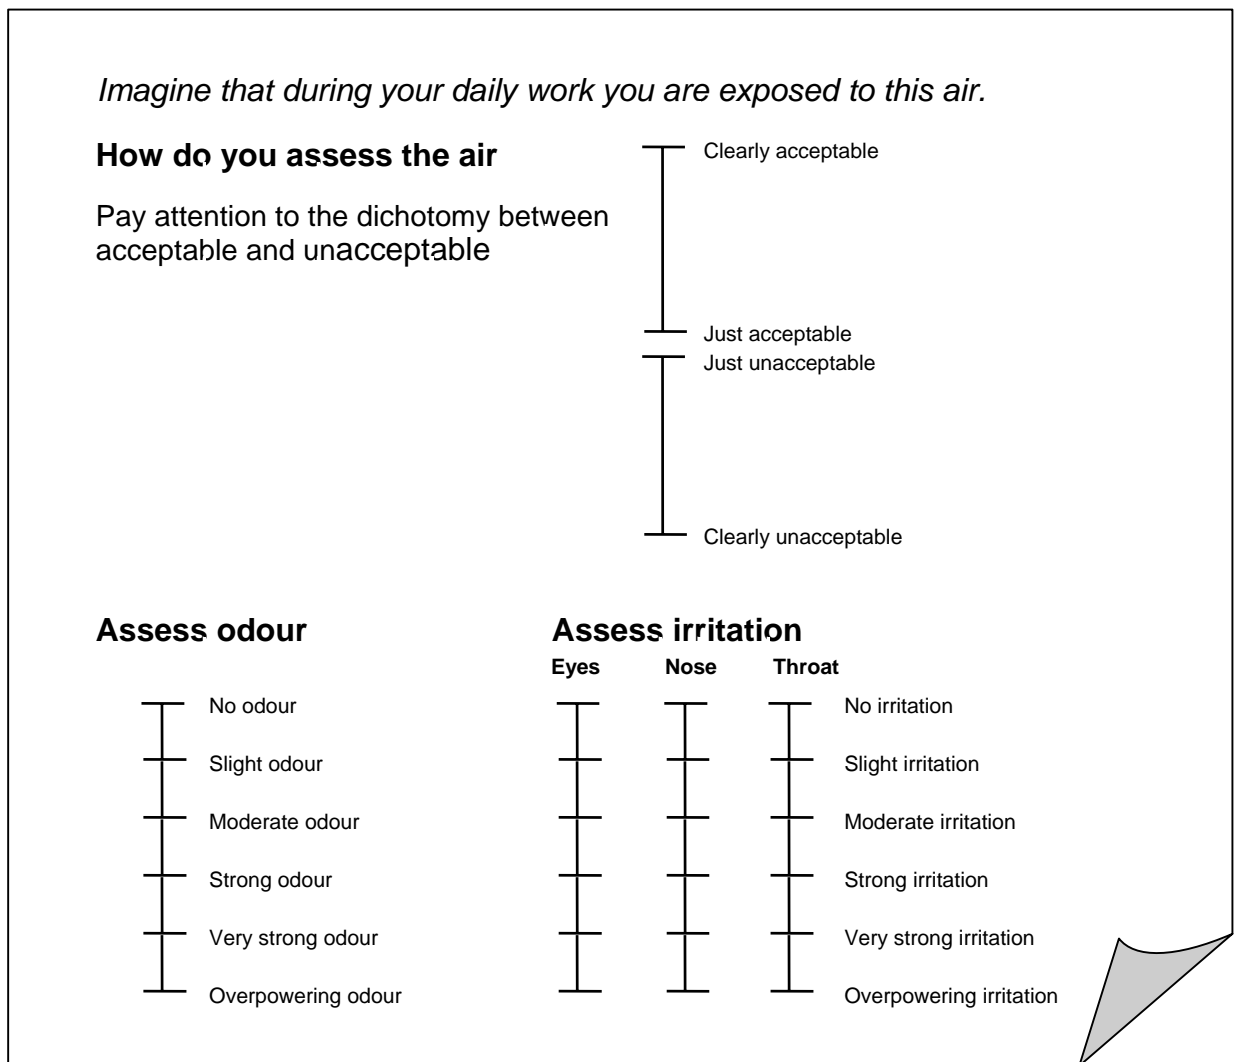 Imagine that during your daily work you are exposed to this air.
How do you assess the air
Pay attention to the dichotomy between
acceptable and unacceptable
Clearly acceptable
Just acceptable
Just unacceptable
Clearly unacceptable
Assess odour
No odour
Slight odour
Moderate odour
Strong odour
Very strong odour
Overpowering odour
Assess irritation
Eyes Nose Throat
No irritation
Slight irritation
Moderate irritation
Strong irritation
Very strong irritation
Overpowering irritation